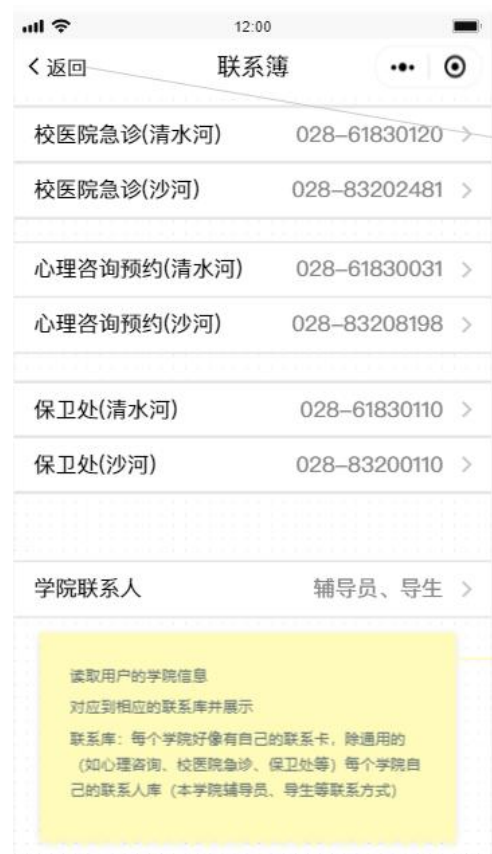 12:00
返回 联系簿
校医院急诊(清水河) 028-61830120
校医院急诊(沙河) 028-83202481
心理咨询预约(清水河) 028-61830031
心理咨询预约(沙河) 028-83208198
保卫处(清水河) 028-61830110
保卫处(沙河) 028-83200110
学院联系人 辅导员、导生
读取用户的学院信息
对应到相应的联系库并展示
联系库：每个学院好像有自己的联系卡，除通用的
（如心理咨询、校医院急诊、保卫处等）每个学院自
己的联系人库（本学院辅导员、导生等联系方式）